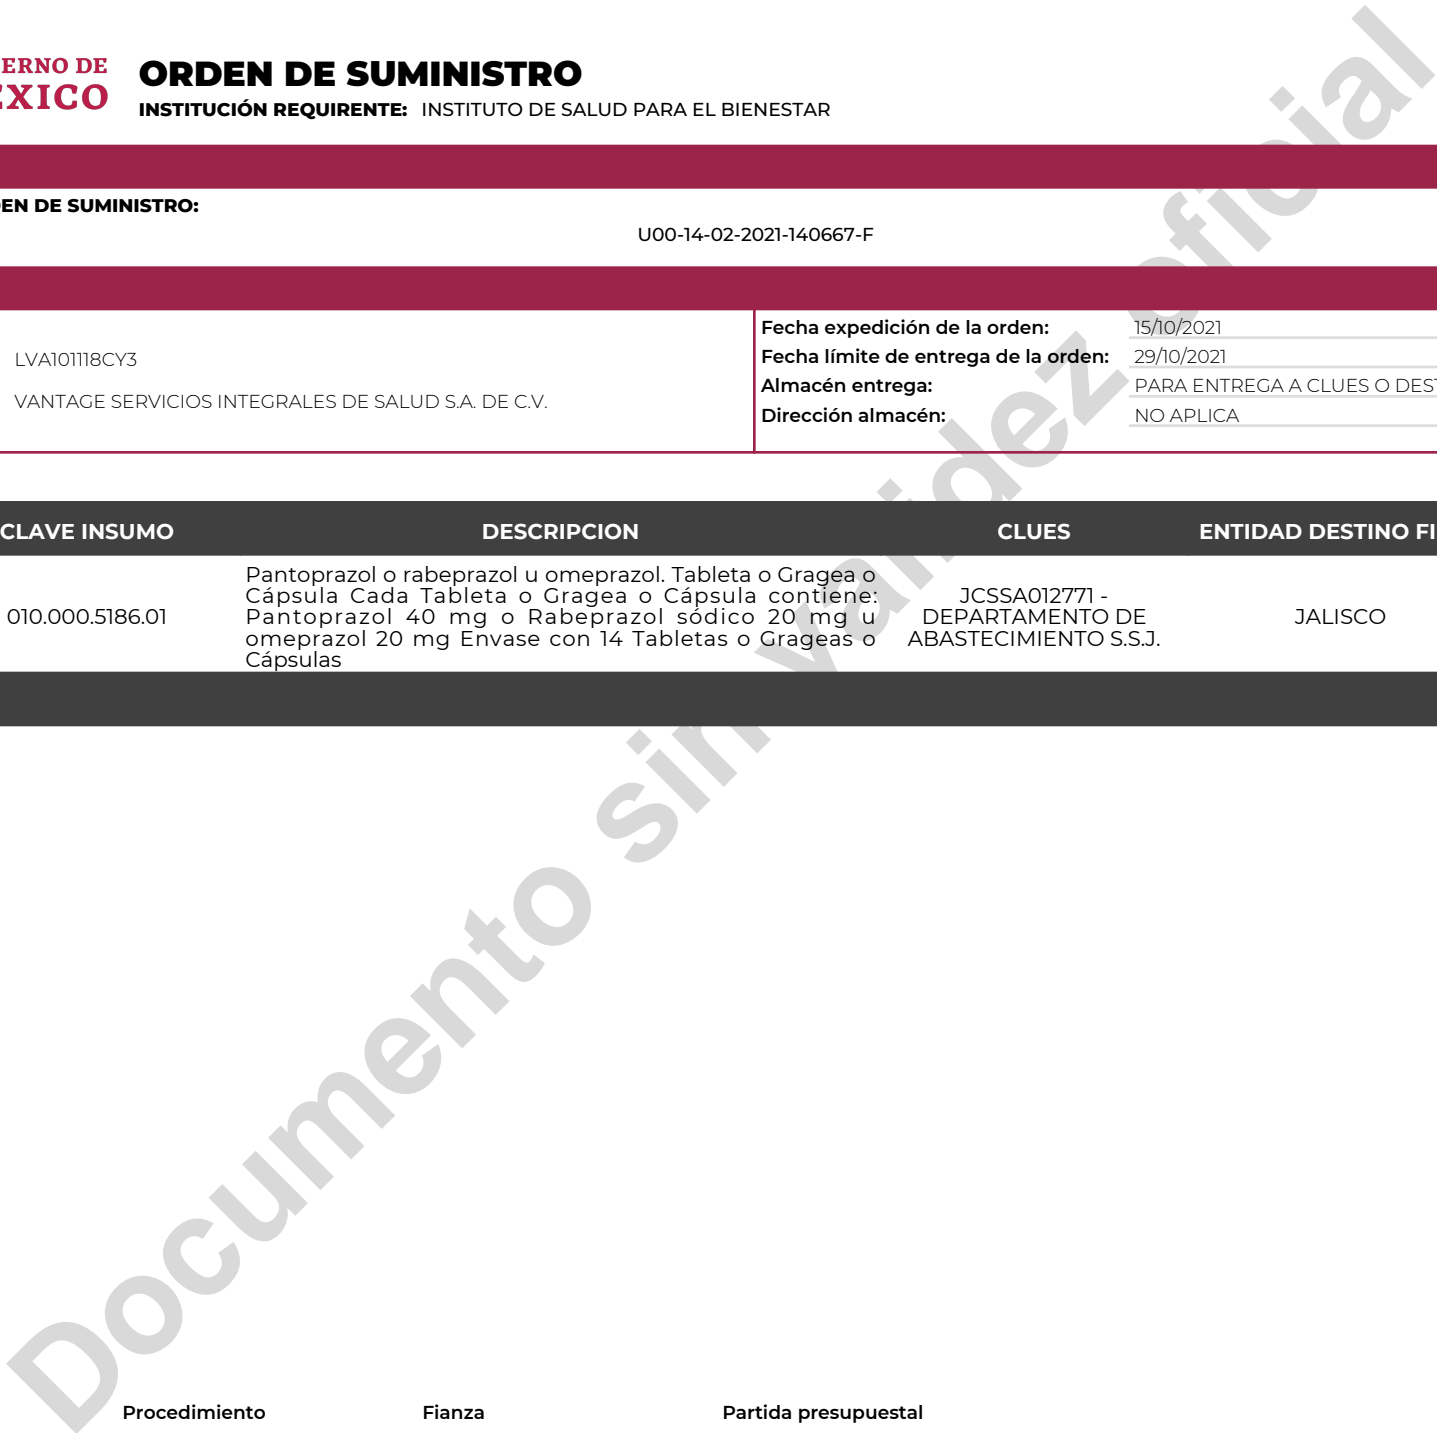 ERNO DE
EXICO
ORDEN DE SUMINISTRO
INSTITUCIÓN REQUIRENTE: INSTITUTO DE SALUD PARA EL BIENESTAR
EN DE SUMINISTRO:
U00-14-02-2021-140667-F
LVA101118CY3
VANTAGE SERVICIOS INTEGRALES DE SALUD S.A. DE C.V.
Fecha expedición de la orden: 15/10/2021
Fecha límite de entrega de la orden: 29/10/2021
Almacén entrega: PARA ENTREGA A CLUES O DEST
Dirección almacén: NO APLICA
CLAVE INSUMO DESCRIPCION CLUES ENTIDAD DESTINO FI
010.000.5186.01
Pantoprazol o rabeprazol u omeprazol. Tableta o Gragea o
Cápsula Cada Tableta o Gragea o Cápsula contiene:
Pantoprazol 40 mg o Rabeprazol sódico 20 mg u
omeprazol 20 mg Envase con 14 Tabletas o Grageas o
Cápsulas
JCSSA012771 -
DEPARTAMENTO DE
ABASTECIMIENTO S.S.J.
JALISCO
Documento sin validez oficial
Procedimiento Fianza Partida presupuestal